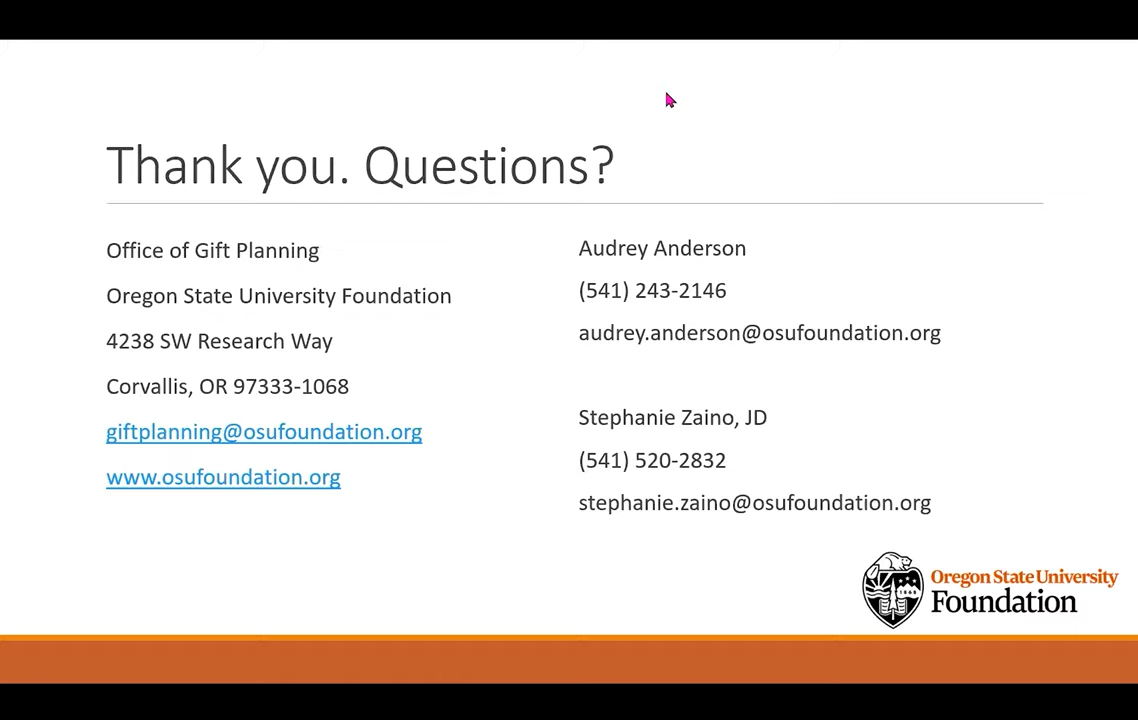 Thank you. Questions?
Office of Gift Planning
Oregon State University Foundation
4238 SW Research Way
Corvallis, OR 97333-1068
giftplanning@osufoundation.org
www.osufoundation.org
Audrey Anderson
(541) 243-2146
audrey.anderson@osufoundation.org
Stephanie Zaino, JD
(541) 520-2832
stephanie.zaino@osufoundation.org
Oregon State University
Foundation